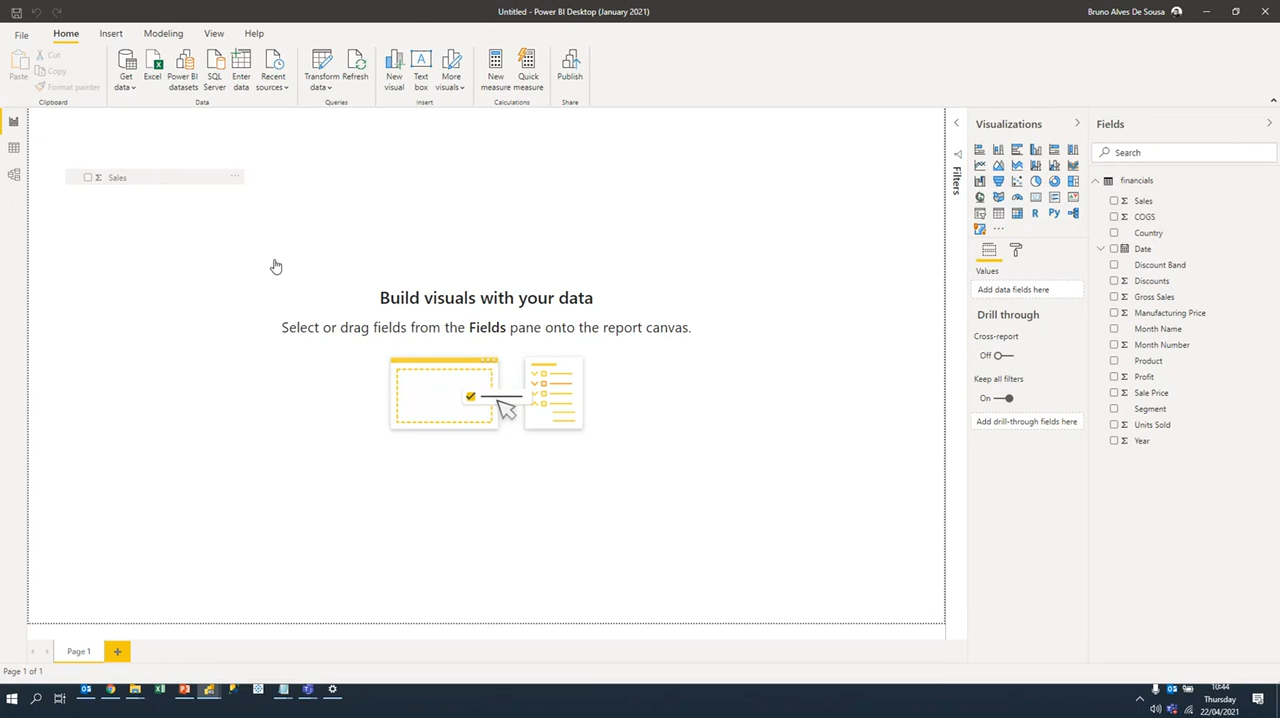 Untitled - Power BI Desktop (January 2021)
Bruno Alves De Sousa
File
Home
Insert
Modeling
View
Help
Paste
Cut
Copy
Format painter
Clipboard
Get data
Excel
Power BI datasets
SQL Server
Enter data
Recent sources
Data
Transform data
Refresh
Queries
New visual
Text box
More visuals
Insert
New measure
Quick measure
Calculations
Publish
Share
Σ Sales
...
Build visuals with your data
Select or drag fields from the Fields pane onto the report canvas.
Filters
Visualizations
R
Py
...
Values
Add data fields here
Drill through
Cross-report
Off
Keep all filters
On
Add drill-through fields here
Fields
Search
financials
Σ Sales
Σ COGS
Country
Date
Discount Band
Σ Discounts
Σ Gross Sales
Σ Manufacturing Price
Month Name
Σ Month Number
Product
Σ Profit
Σ Sale Price
Segment
Σ Units Sold
Σ Year
Page 1
+
Page 1 of 1
10:44
Thursday
22/04/2021